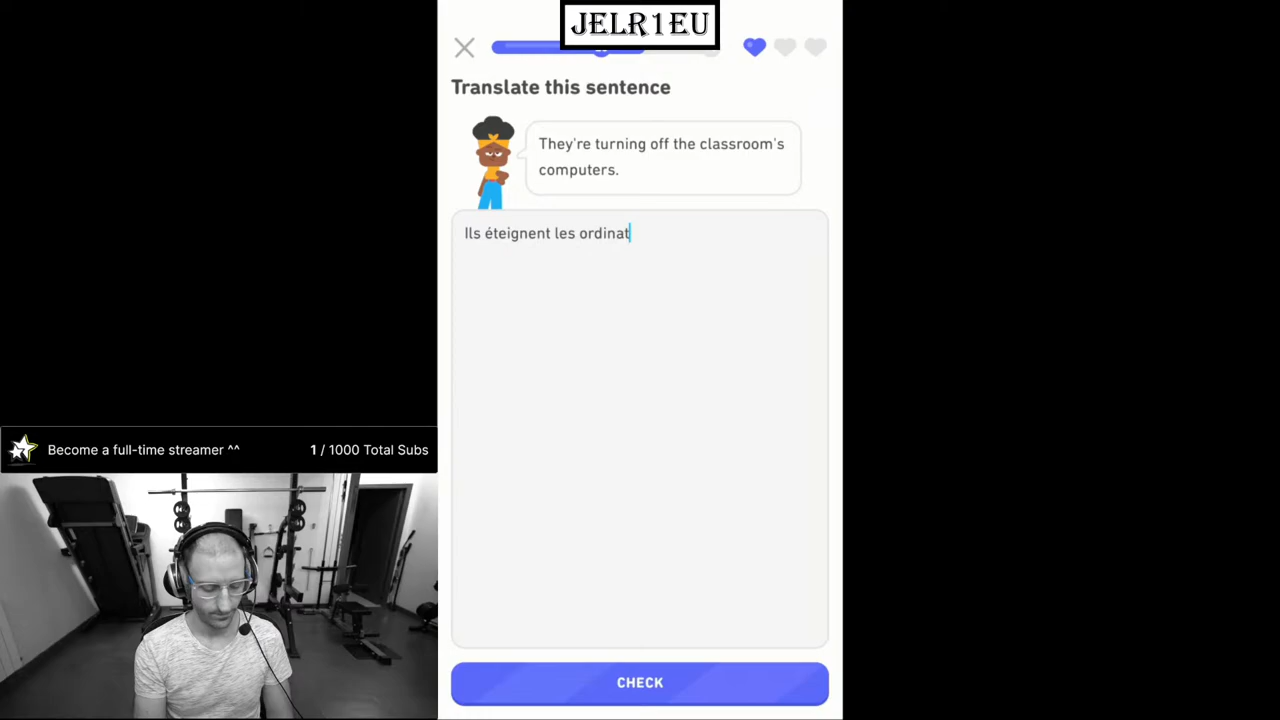 JELR1EU
Translate this sentence
They're turning off the classroom's
computers.
Ils éteignent les ordinat
Become a full-time streamer ^^ 1 / 1000 Total Subs
CHECK